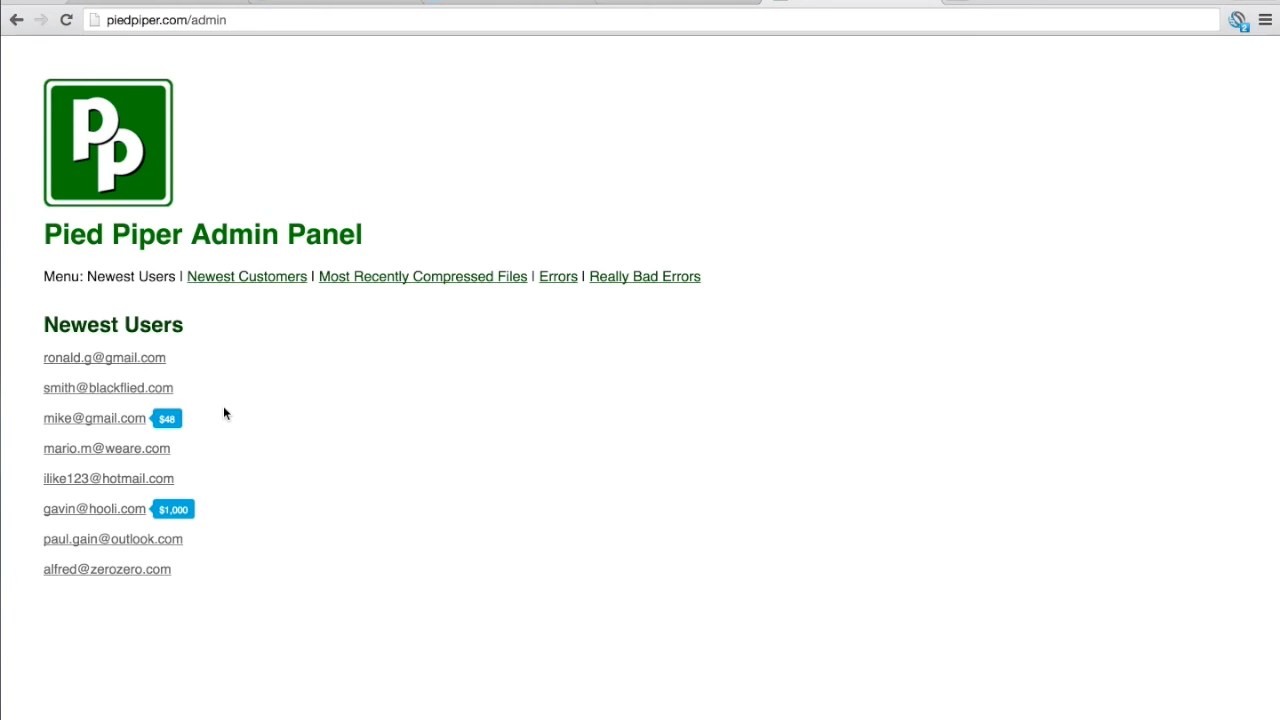 piedpiper.com/admin
2
Pp
Pied Piper Admin Panel
Menu: Newest Users | Newest Customers | Most Recently Compressed Files | Errors | Really Bad Errors
Newest Users
ronald.g@gmail.com
smith@blackflied.com
mike@gmail.com $48
mario.m@weare.com
ilike123@hotmail.com
gavin@hooli.com $1,000
paul.gain@outlook.com
alfred@zerozero.com